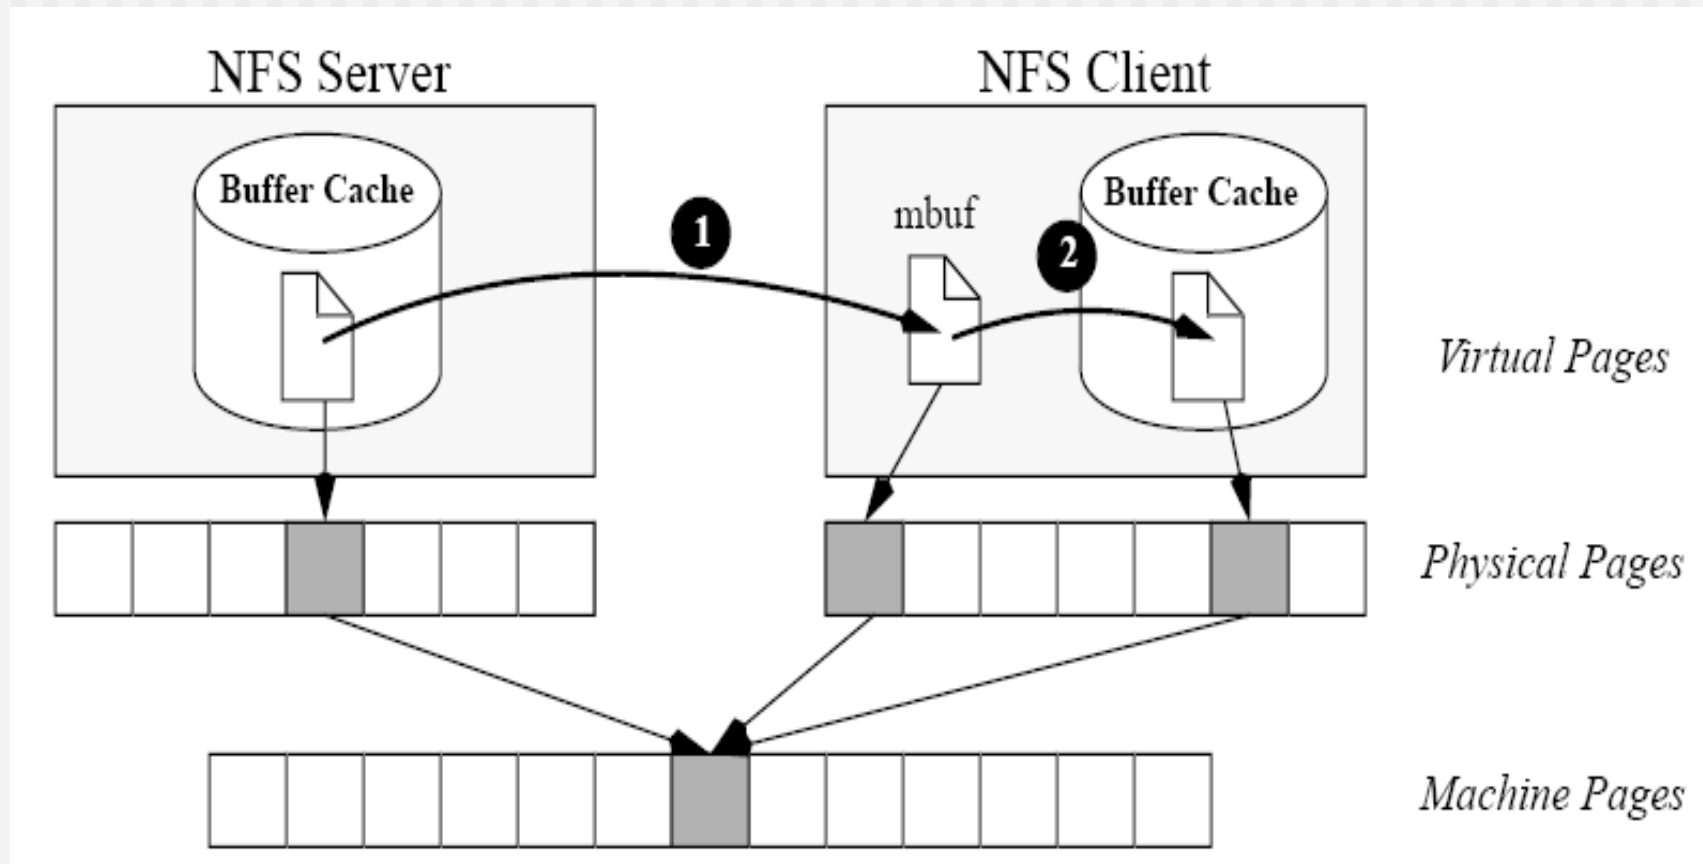 NFS Server
NFS Client
Buffer Cache
Buffer Cache
mbuf
1
2
Virtual Pages
Physical Pages
Machine Pages